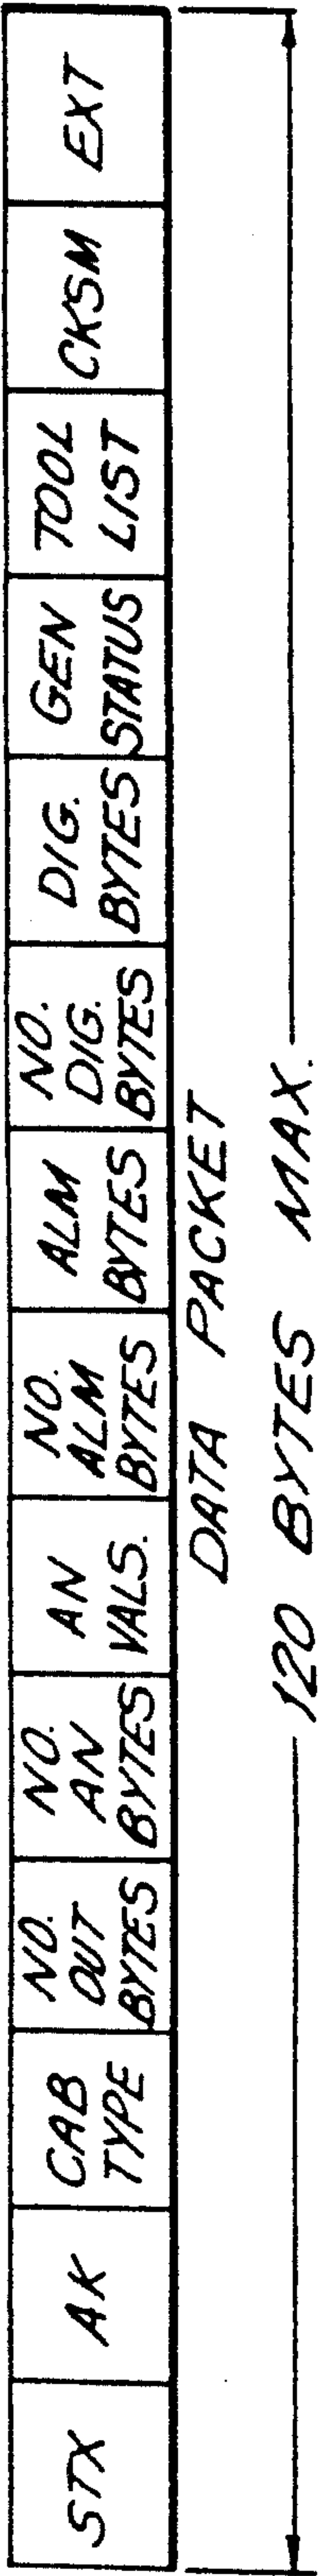 STX
AK
CAB
TYPE
NO.
OUT
BYTES
NO.
AN
BYTES
AN
VALS.
NO.
ALM
BYTES
ALM
BYTES
NO.
DIG.
BYTES
DIG.
BYTES
GEN
STATUS
TOOL
LIST
CKSM
EXT
DATA PACKET
120 BYTES MAX.